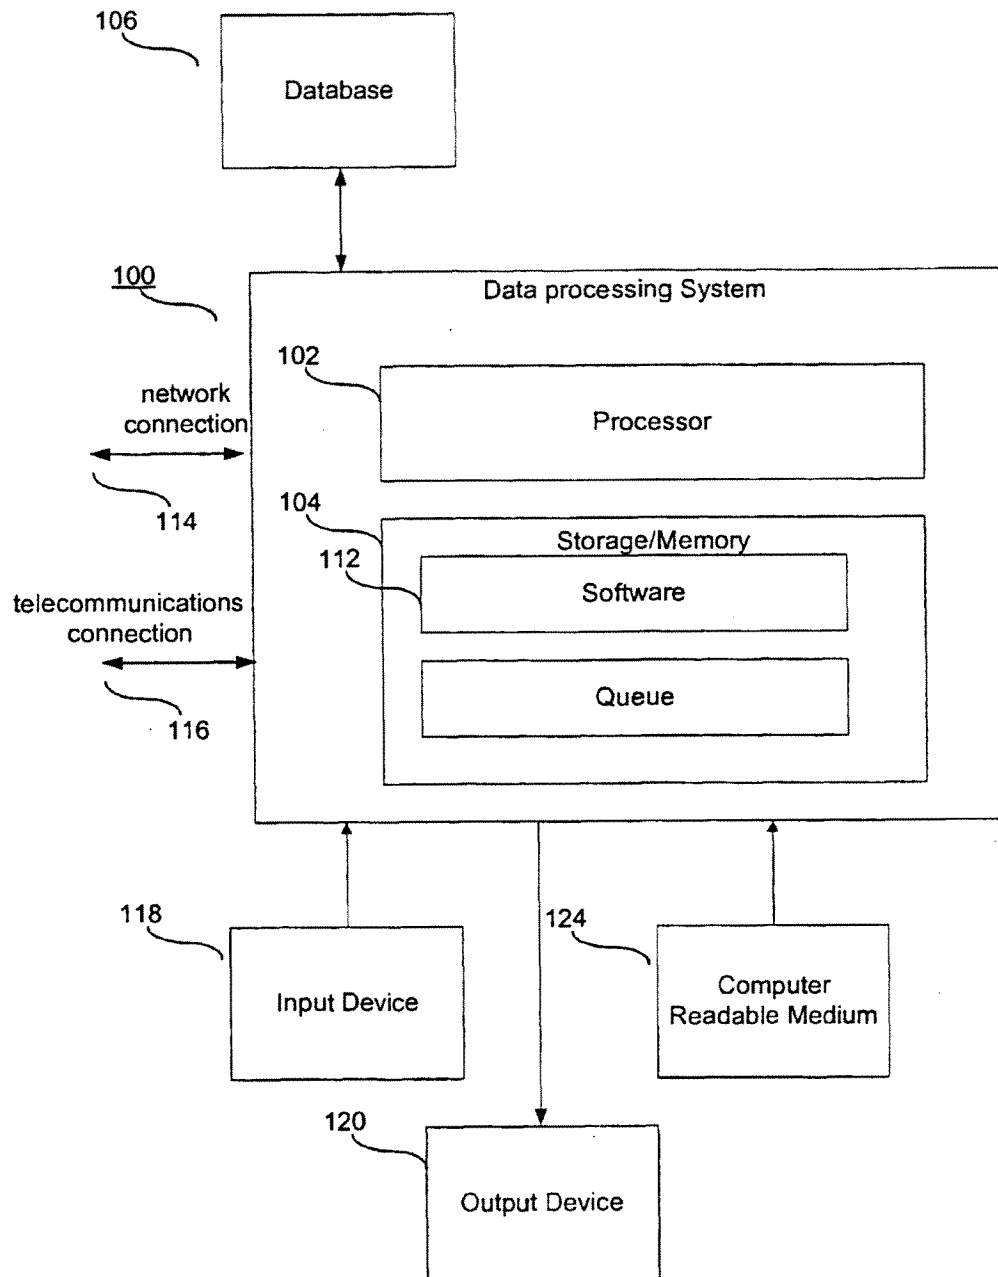 106
Database
100
Data processing System
102
Processor
network
connection
114
104
Storage/Memory
112
Software
telecommunications
connection
Queue
116
118
Input Device
124
Computer
Readable Medium
120
Output Device